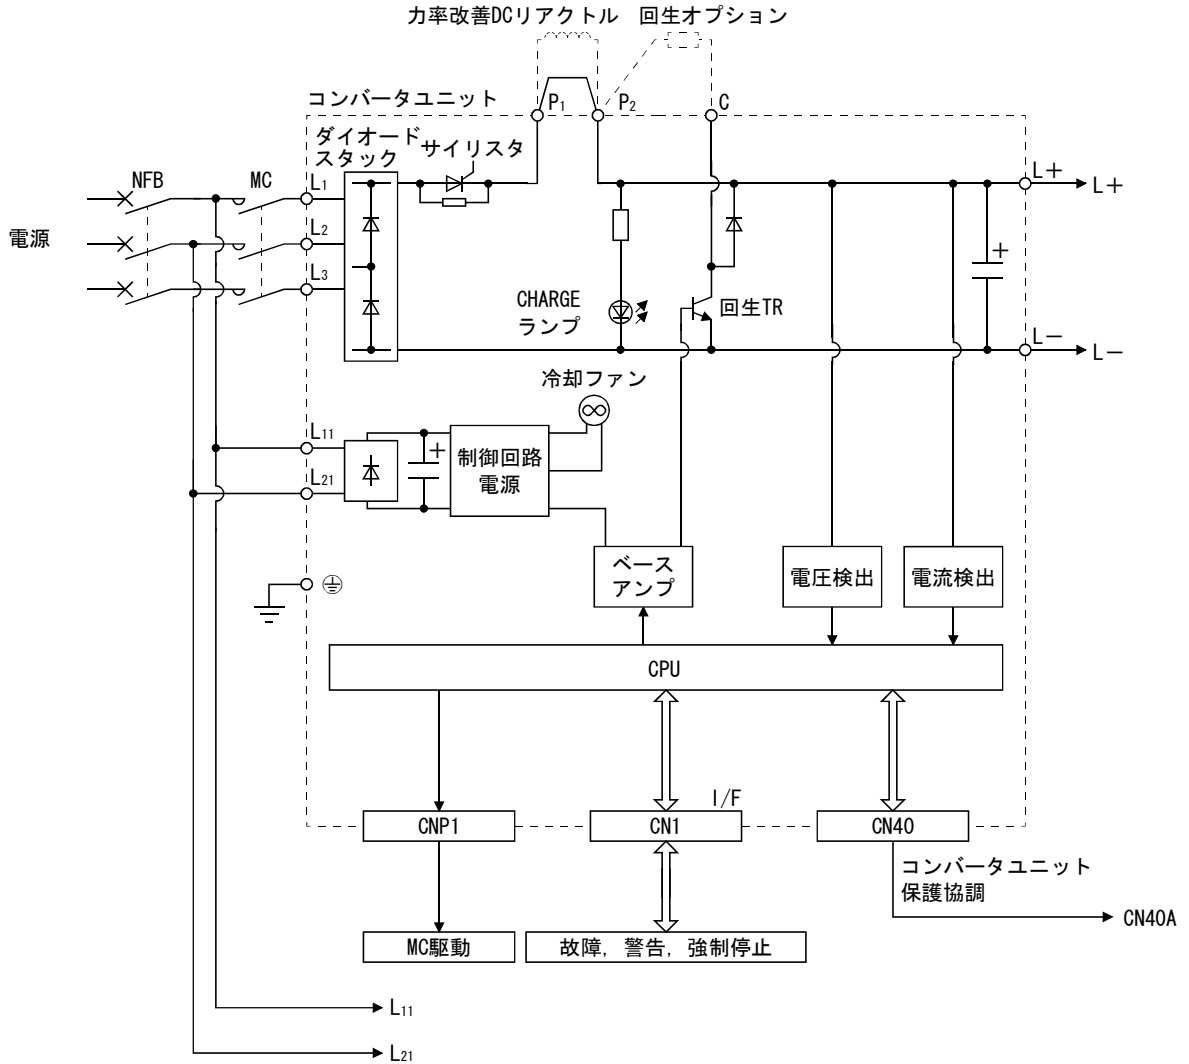 力率改善DCリアクトル
回生オプション
コンバータユニット
P1
P2
C
ダイオード
スタック
サイリスタ
NFB
MC
L1
L+
L+
電源
L2
L3
CHARGE
ランプ
回生TR
L－
L－
冷却ファン
L11
制御回路
電源
L21
ベース
アンプ
電圧検出
電流検出
CPU
I/F
CNP1
CN1
CN40
コンバータユニット
保護協調
CN40A
MC駆動
故障，警告，強制停止
L11
L21